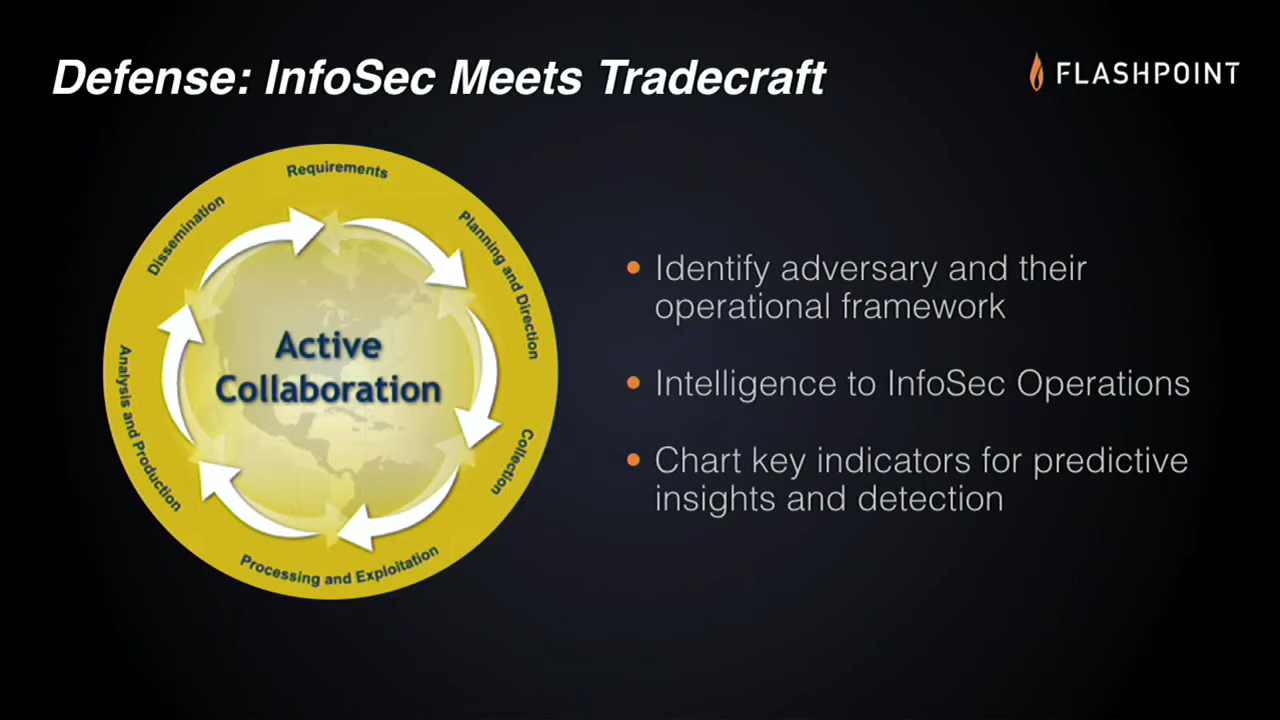 Defense: InfoSec Meets Tradecraft
FLASHPOINT
Requirements
Planning and Direction
Collection
Processing and Exploitation
Analysis and Production
Dissemination
Active
Collaboration
Identify adversary and their
operational framework
Intelligence to InfoSec Operations
Chart key indicators for predictive
insights and detection